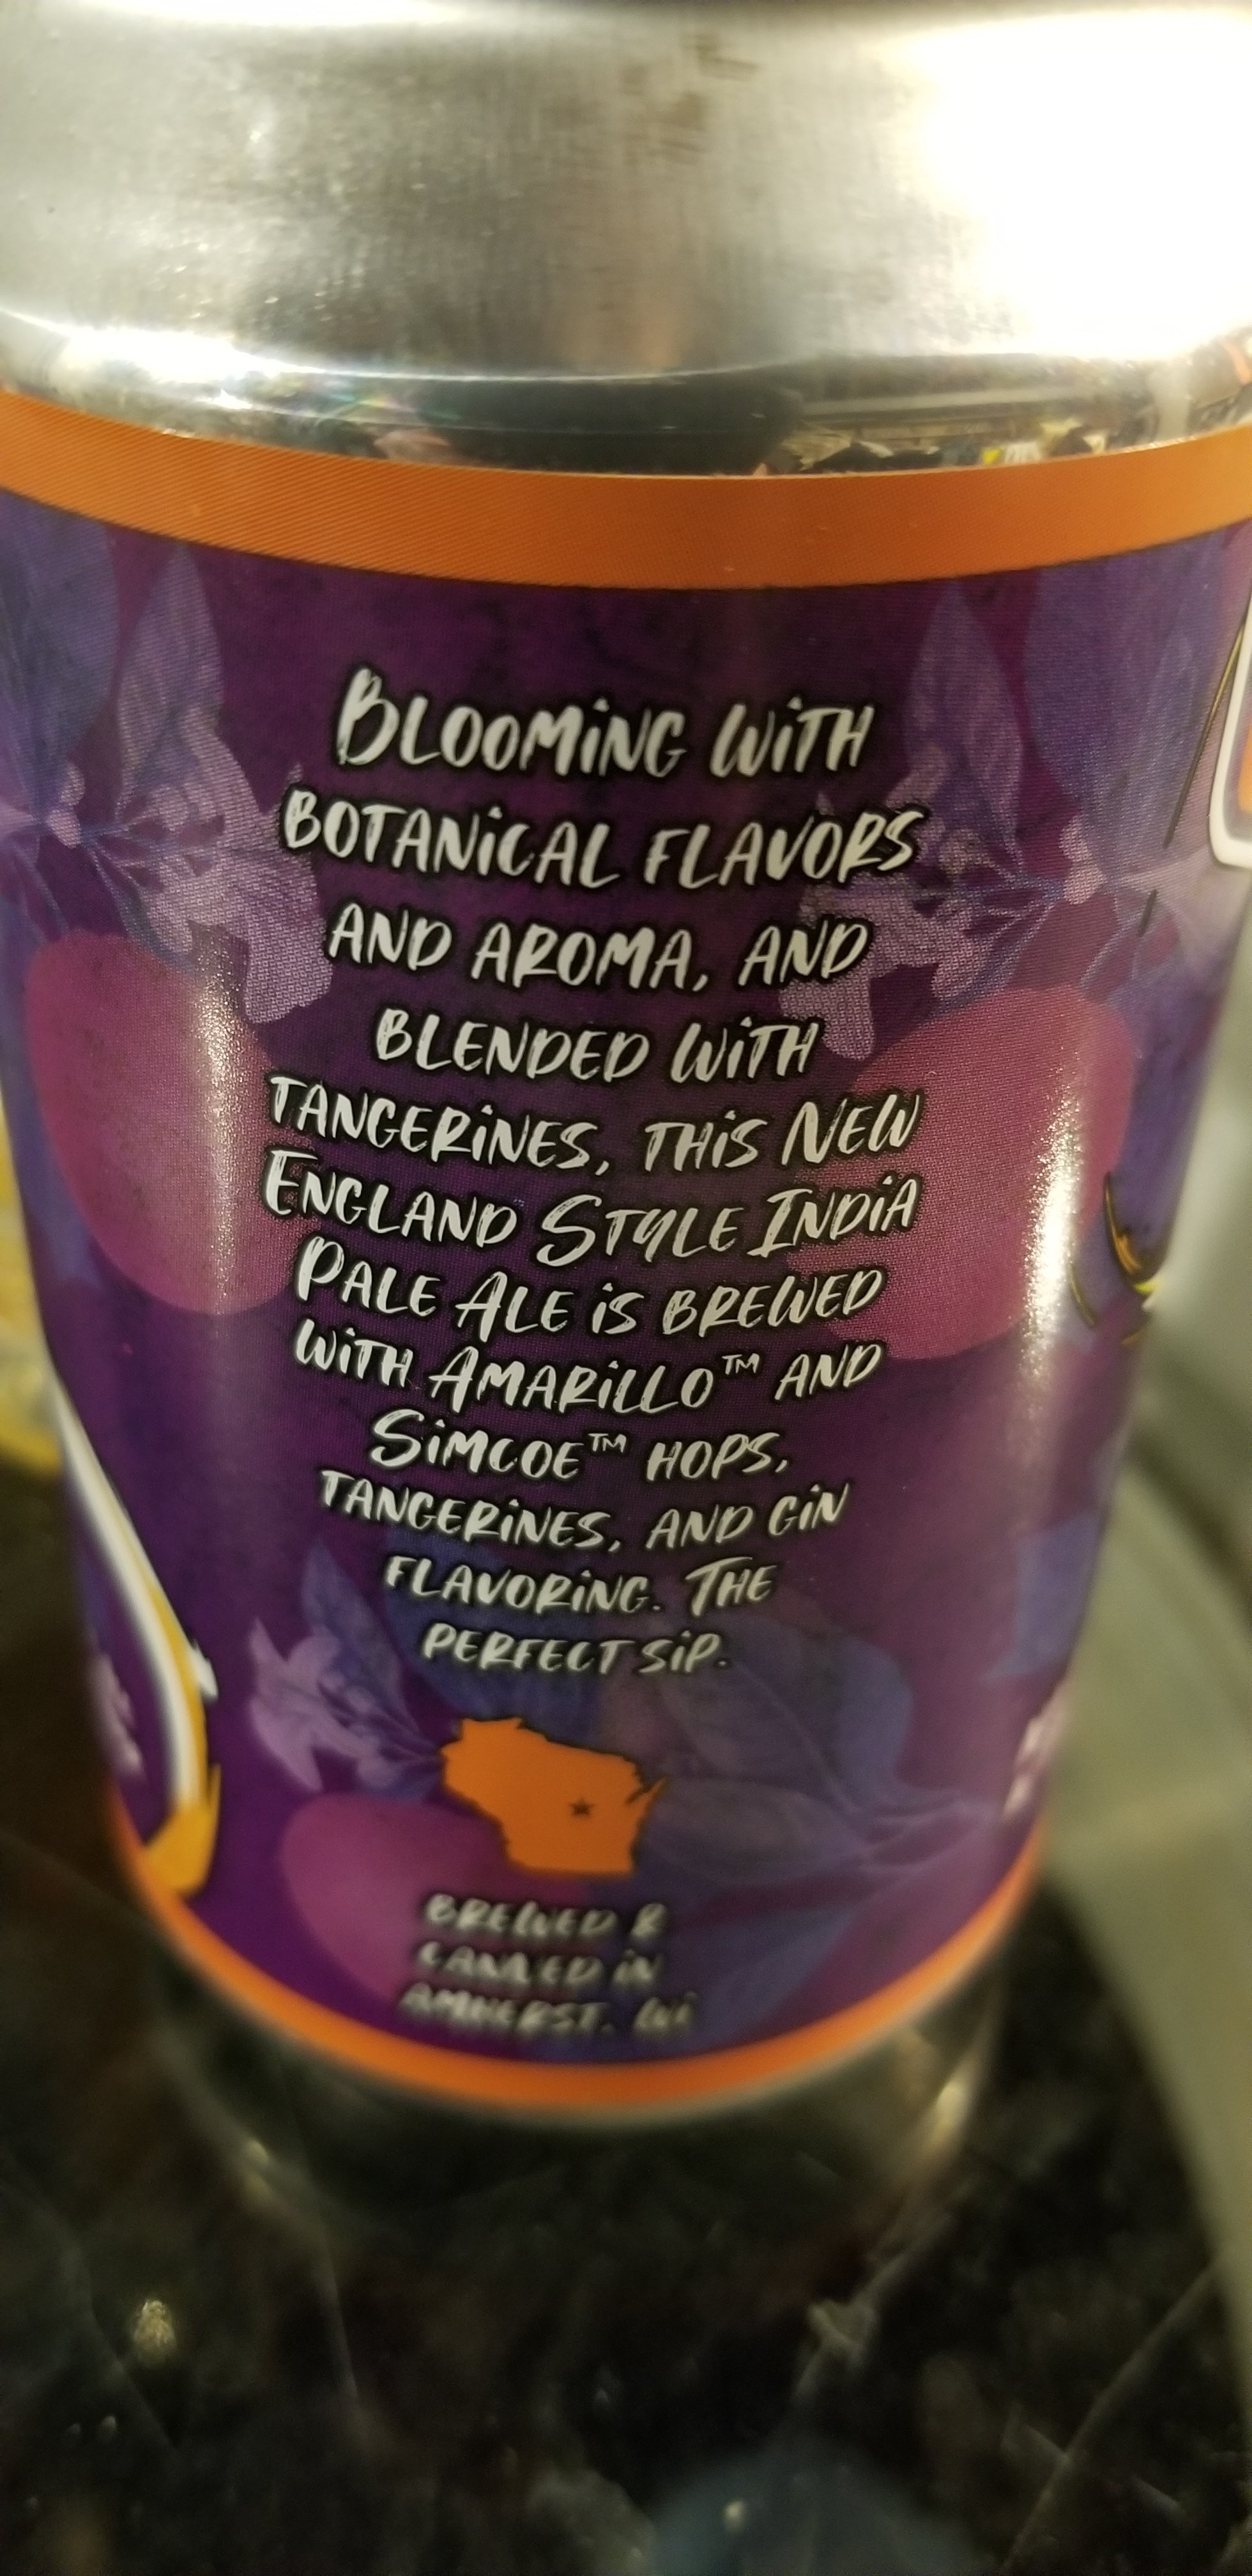 Blooming with
botanical flavors
and aroma, and
blended with
tangerines, this New
England Style India
Pale Ale is brewed
with Amarillo™ and
Simcoe™ hops,
tangerines, and gin
flavoring. The
perfect sip.
Brewed &
canned in
Amherst, WI